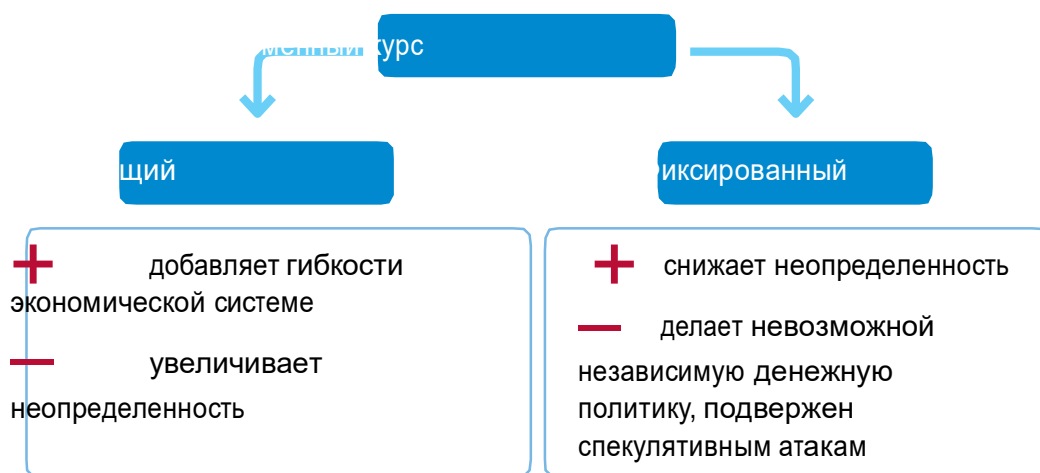 менный курс
щий
иксированный
добавляет гибкости
экономической системе
увеличивает
неопределенность
снижает неопределенность
делает невозможной
независимую денежную
политику, подвержен
спекулятивным атакам